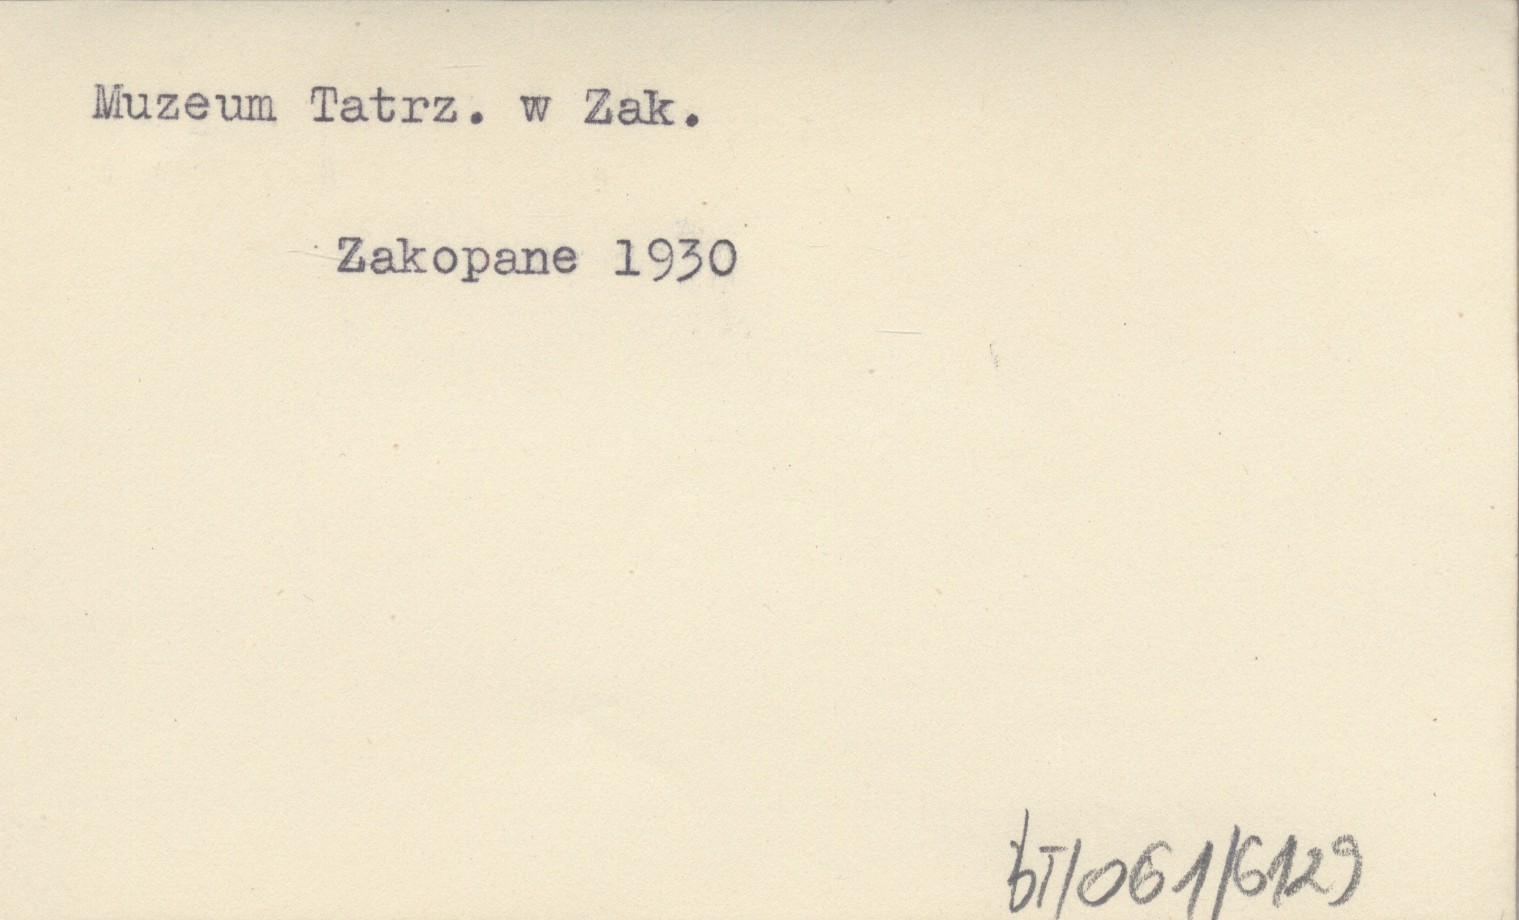 Muzeum Tatrz. w Zak.
Zakopane 1930
bT/061/6129